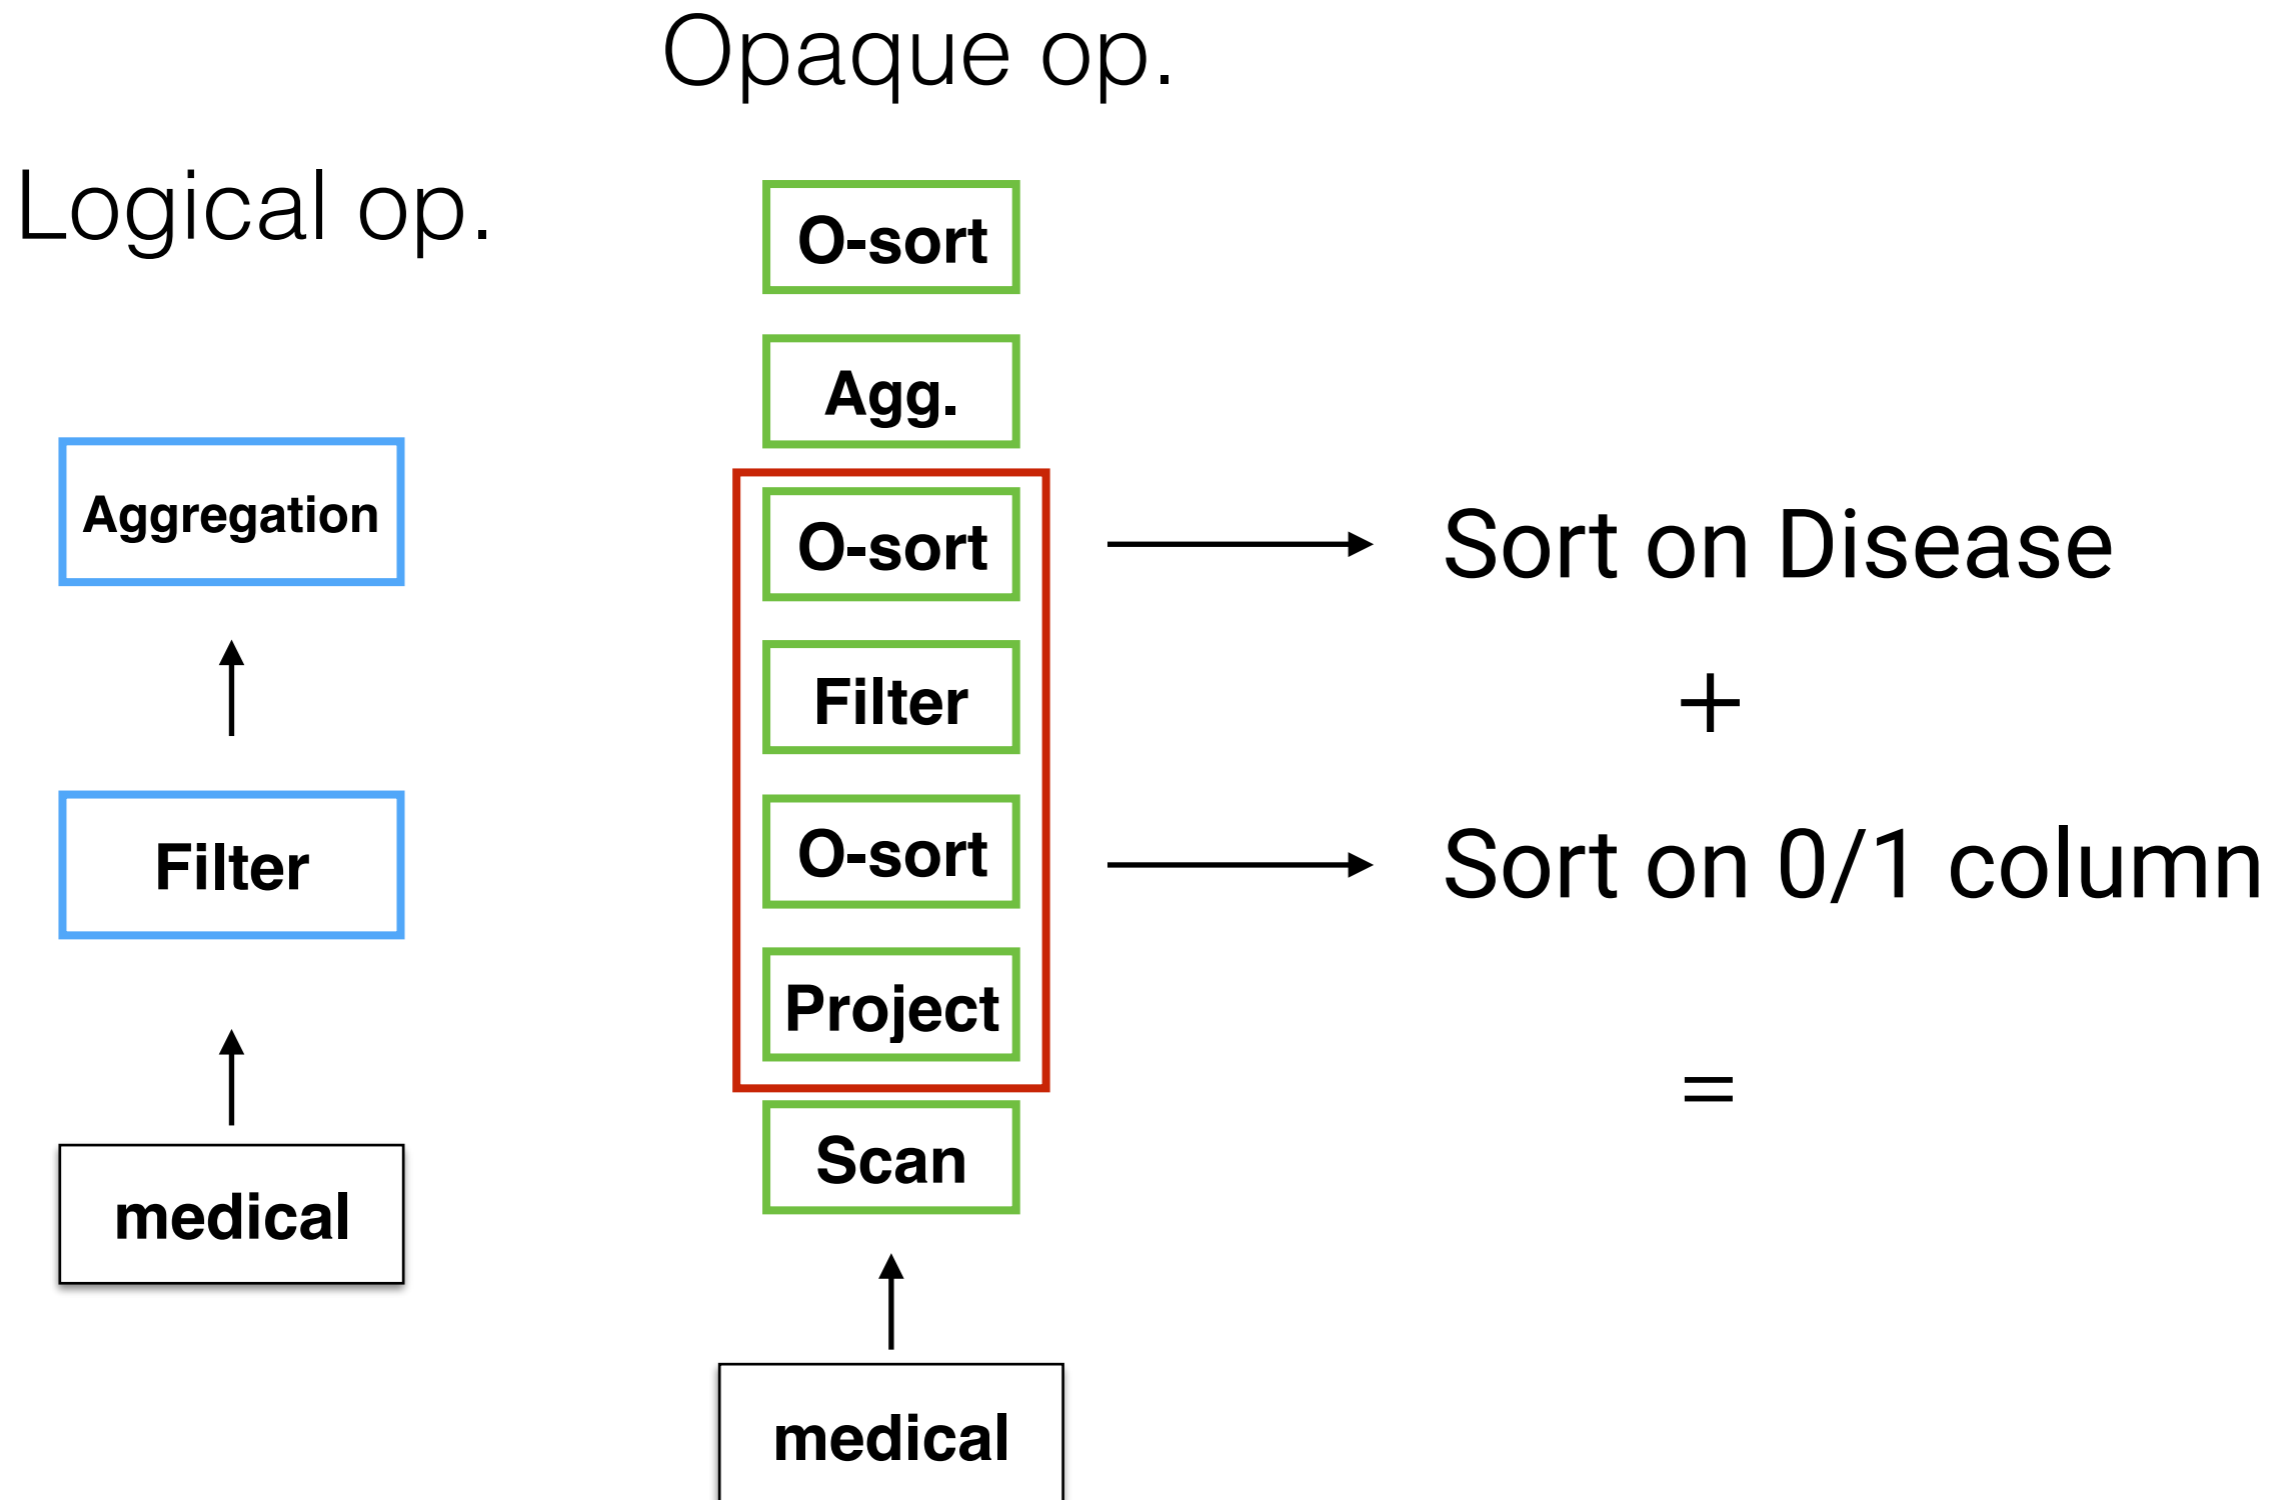 Opaque op.
Logical op.
O-sort
Agg.
Aggregation
O-sort
Sort on Disease
Filter
+
Filter
O-sort
Sort on 0/1 column
Project
=
Scan
medical
medical